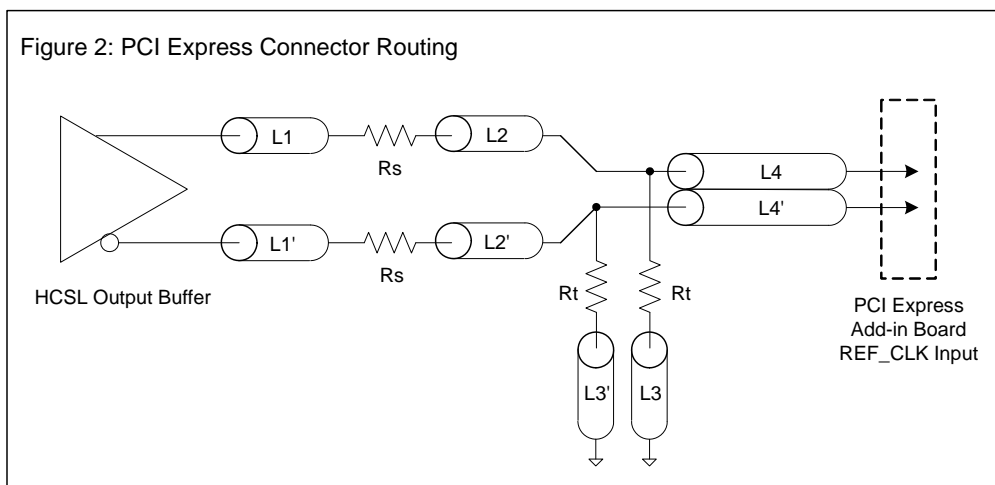 Figure 2: PCI Express Connector Routing
L1
Rs
L2
L4
L4'
L1'
Rs
L2'
HCSL Output Buffer
Rt
Rt
L3'
L3
PCI Express
Add-in Board
REF_CLK Input